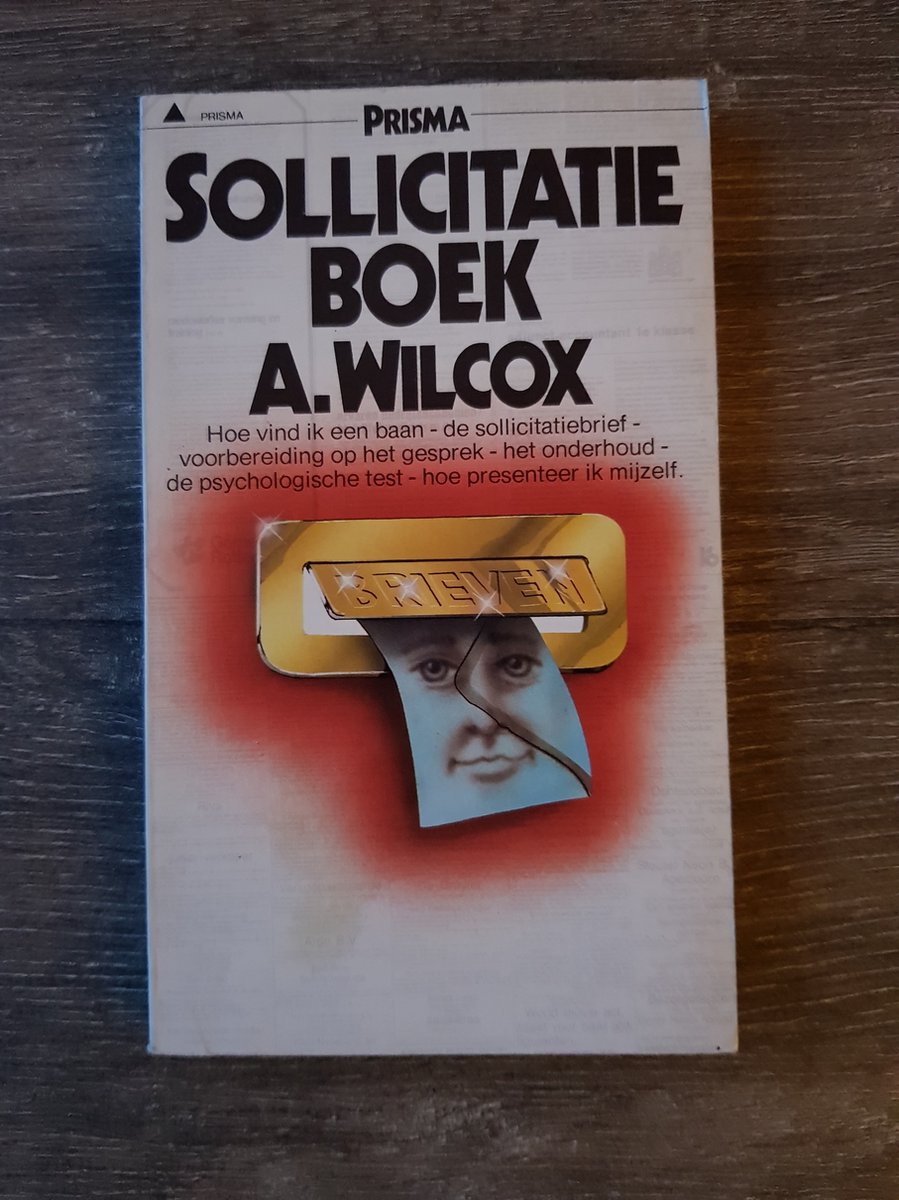 PRISMA
PRISMA
SOLLICITATIE
BOEK
A. WILCOX
Hoe vind ik een baan - de sollicitatiebrief -
voorbereiding op het gesprek - het onderhoud -
de psychologische test - hoe presenteer ik mijzelf.
BRIEVEN